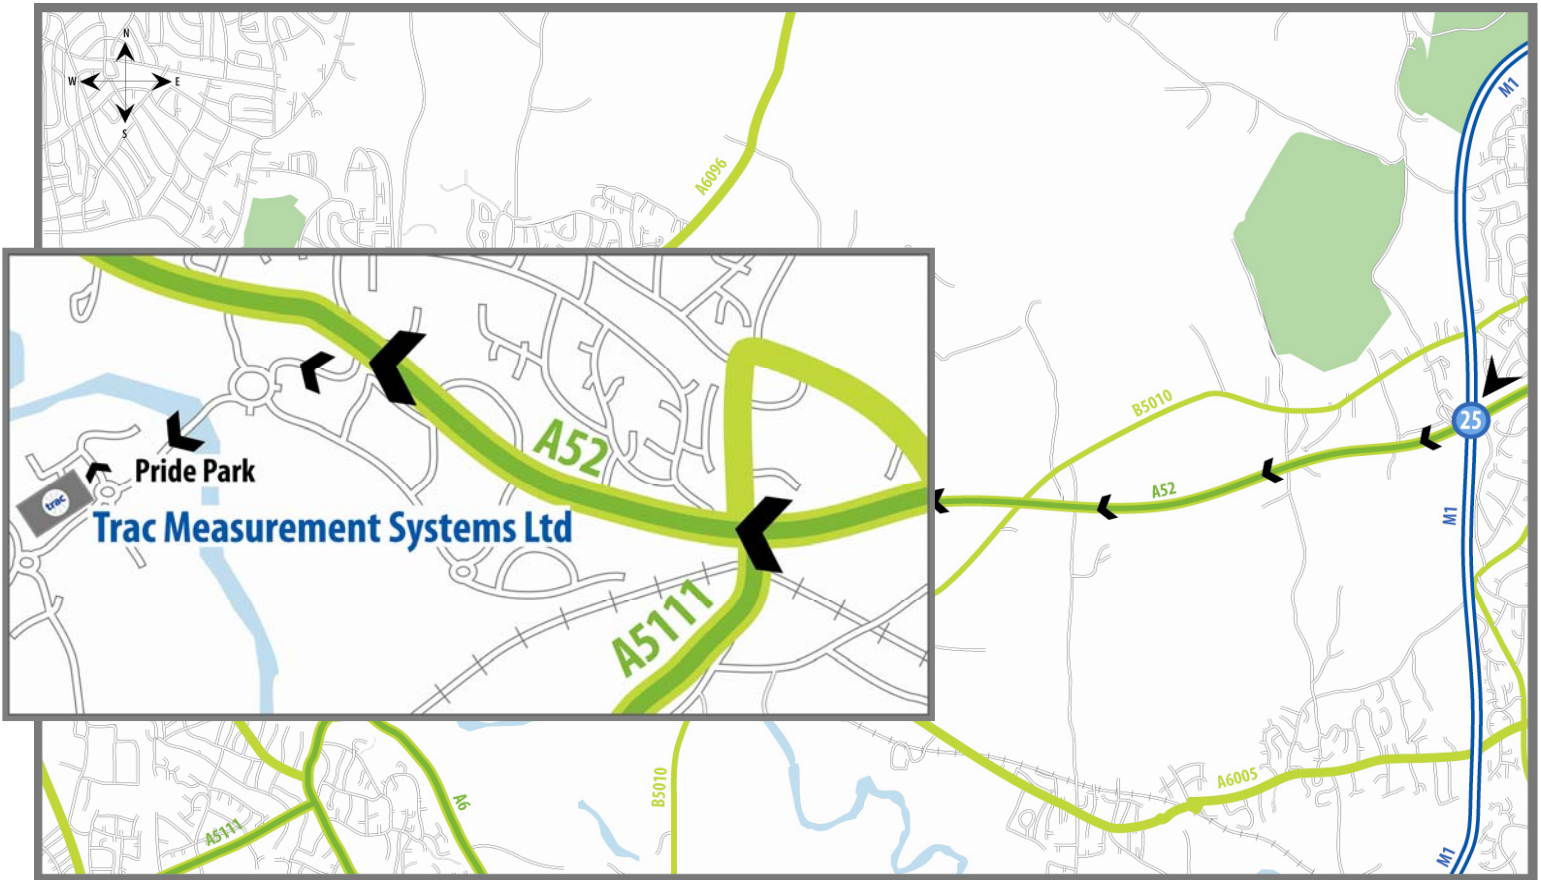 N
W
E
S
M1
A6096
B5010
25
A52
M1
A52
Pride Park
trac
Trac Measurement Systems Ltd
A5111
B5010
A6005
A6
A5111
M1